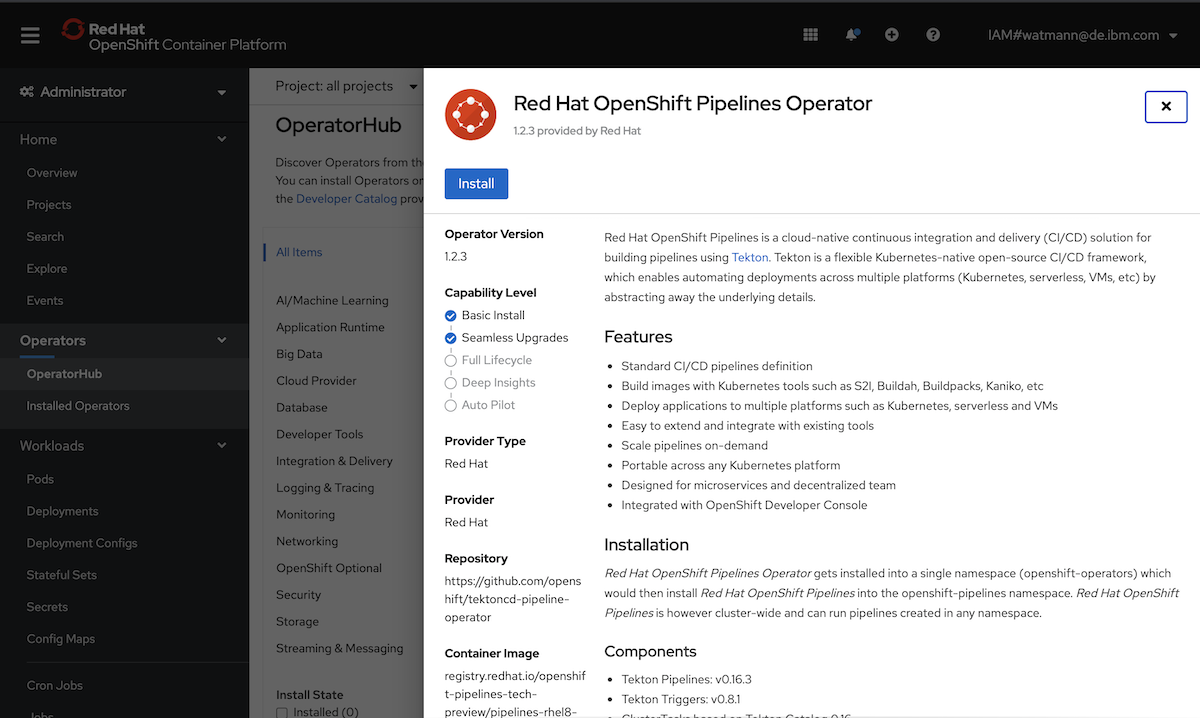 Red Hat
OpenShift Container Platform
IAM#watmann@de.ibm.com
Administrator
Home
Overview
Projects
Search
Explore
Events
Operators
OperatorHub
Installed Operators
Workloads
Pods
Deployments
Deployment Configs
Stateful Sets
Secrets
Config Maps
Cron Jobs
Jobs
Project: all projects
OperatorHub
Discover Operators from
You can install Operators
the Developer Catalog
All Items
AI/Machine Learning
Application Runtime
Big Data
Cloud Provider
Database
Developer Tools
Integration & Delivery
Logging & Tracing
Monitoring
Networking
OpenShift Optional
Security
Storage
Streaming & Messaging
Install State
Installed (0)
Red Hat OpenShift Pipelines Operator
1.2.3 provided by Red Hat
Install
Operator Version
1.2.3
Capability Level
Basic Install
Seamless Upgrades
Full Lifecycle
Deep Insights
Auto Pilot
Provider Type
Red Hat
Provider
Red Hat
Repository
https://github.com/opens
hift/tektoncd-pipeline-
operator
Container Image
registry.redhat.io/openshif
t-pipelines-tech-
preview/pipelines-rhel8-
Red Hat OpenShift Pipelines is a cloud-native continuous integration and delivery (CI/CD) solution for
building pipelines using Tekton. Tekton is a flexible Kubernetes-native open-source CI/CD framework,
which enables automating deployments across multiple platforms (Kubernetes, serverless, VMs, etc) by
abstracting away the underlying details.
Features
• Standard CI/CD pipelines definition
• Build images with Kubernetes tools such as S2I, Buildah, Buildpacks, Kaniko, etc
• Deploy applications to multiple platforms such as Kubernetes, serverless and VMs
• Easy to extend and integrate with existing tools
• Scale pipelines on-demand
• Portable across any Kubernetes platform
• Designed for microservices and decentralized team
• Integrated with OpenShift Developer Console
Installation
Red Hat OpenShift Pipelines Operator gets installed into a single namespace (openshift-operators) which
would then install Red Hat OpenShift Pipelines into the openshift-pipelines namespace. Red Hat OpenShift
Pipelines is however cluster-wide and can run pipelines created in any namespace.
Components
• Tekton Pipelines: v0.16.3
• Tekton Triggers: v0.8.1
• ClusterTasks based on Tekton Catalog 0.16